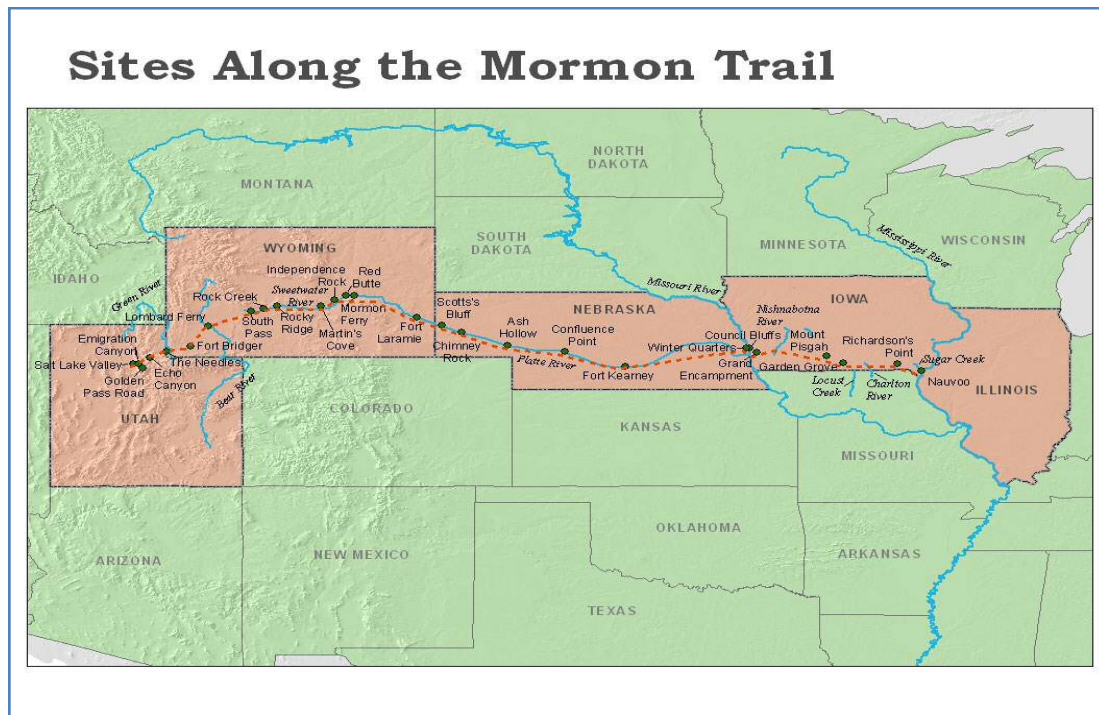 Sites Along the Mormon Trail
NORTH
DAKOTA
MONTANA
SOUTH
DAKOTA
MINNESOTA
Mississippi River
WISCONSIN
IDAHO
WYOMING
Green River
Independence
Rock
Red
Butte
Rock Creek
Sweetwater
River
Lombard Ferry
South
Pass
Rocky
Ridge
Martin's
Cove
Mormon
Ferry
Fort
Laramie
Scotts's
Bluff
Chimney
Rock
NEBRASKA
Missouri River
Ash
Hollow
Confluence
Point
Platte River
Fort Kearney
IOWA
Nishnabotna
River
Council Bluffs
Winter Quarters
Grand
Encampment
Mount
Pisgah
Garden Grove
Richardson's
Point
Locust
Creek
Charlton
River
Sugar Creek
Nauvoo
ILLINOIS
Emigration
Canyon
Fort Bridger
Salt Lake Valley
The Needles
Echo
Canyon
Golden
Pass Road
Bear River
UTAH
COLORADO
KANSAS
MISSOURI
ARIZONA
NEW MEXICO
OKLAHOMA
ARKANSAS
TEXAS